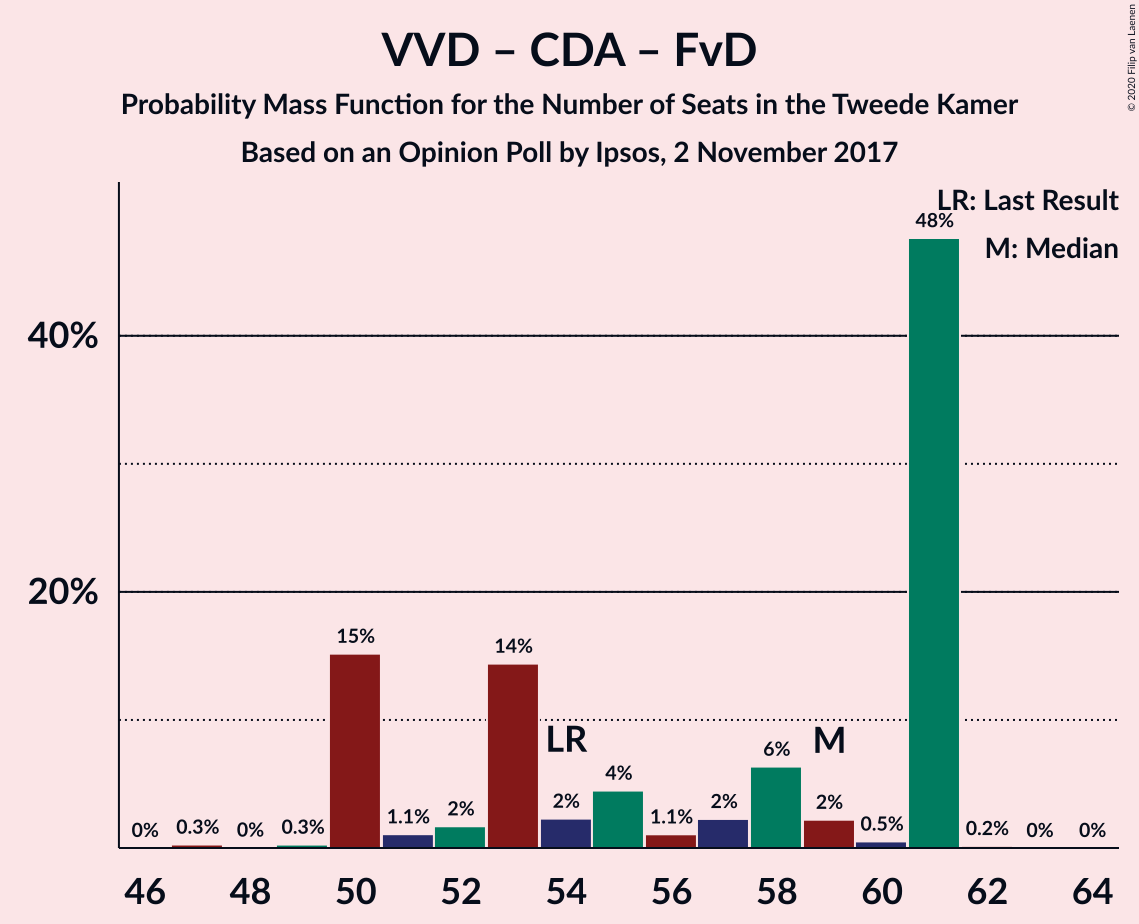 © 2020 Filip van Laenen
VVD – CDA – FvD
Probability Mass Function for the Number of Seats in the Tweede Kamer
Based on an Opinion Poll by Ipsos, 2 November 2017
LR: Last Result
M: Median
40%
20%
0% 0.3% 0% 0.3% 15% 1.1% 2% 14% 2% 4% 1.1% 2% 6% 2% 0.5% 48% 0.2% 0% 0%
LR M
46 48 50 52 54 56 58 60 62 64